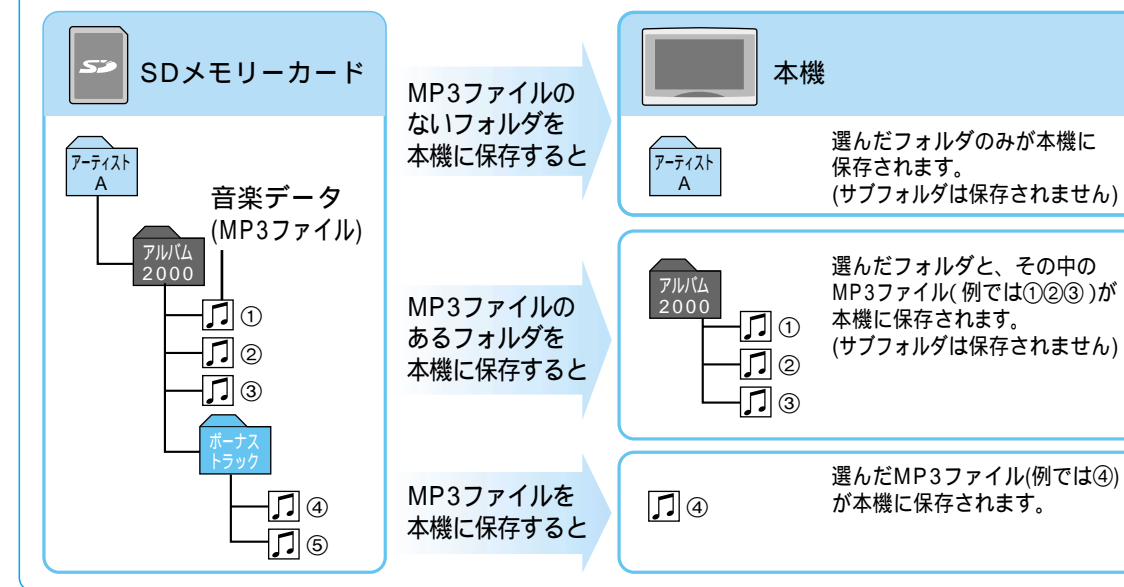 SD
SDメモリーカード
アーティスト
A
音楽データ
(MP3ファイル)
アルバム
2000
①
②
③
ボーナス
トラック
④
⑤
MP3ファイルの
ないフォルダを
本機に保存すると
MP3ファイルの
あるフォルダを
本機に保存すると
MP3ファイルを
本機に保存すると
本機
アーティスト
A
選んだフォルダのみが本機に
保存されます。
(サブフォルダは保存されません)
アルバム
2000
①
②
③
選んだフォルダと、その中の
MP3ファイル(例では①②③)が
本機に保存されます。
(サブフォルダは保存されません)
④
選んだMP3ファイル(例では④)
が本機に保存されます。